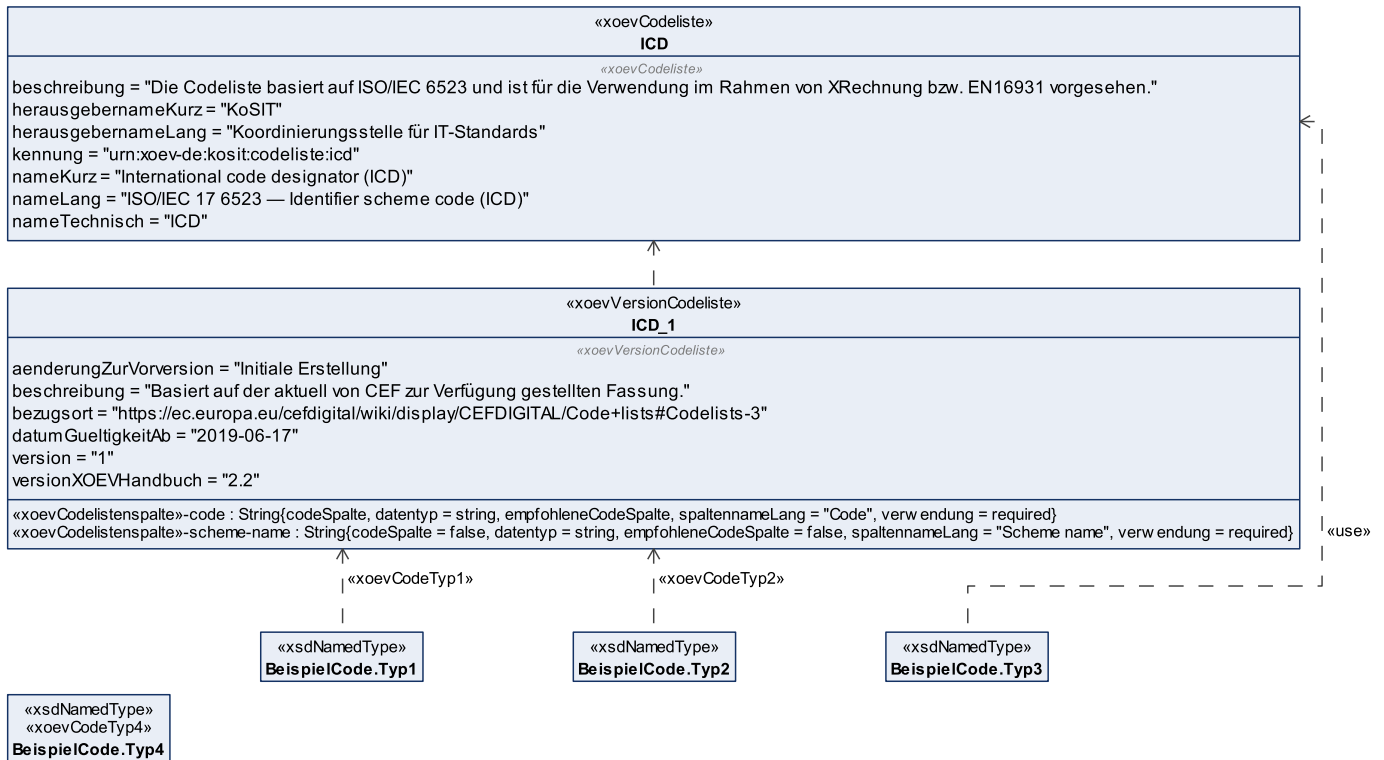 «xoevCodeliste»
ICD
«xoevCodeliste»
beschreibung = "Die Codeliste basiert auf ISO/IEC 6523 und ist für die Verwendung im Rahmen von XRechnung bzw. EN16931 vorgesehen."
herausgebernameKurz = "KoSIT"
herausgebernameLang = "Koordinierungsstelle für IT-Standards"
kennung = "urn:xoev-de:kosit:codeliste:icd"
nameKurz = "International code designator (ICD)"
nameLang = "ISO/IEC 17 6523 — Identifier scheme code (ICD)"
nameTechnisch = "ICD"
«xoevVersionCodeliste»
ICD_1
«xoevVersionCodeliste»
aenderungZurVorversion = "Initiale Erstellung"
beschreibung = "Basiert auf der aktuell von CEF zur Verfügung gestellten Fassung."
bezugsort = "https://ec.europa.eu/cefdigital/wiki/display/CEFDIGITAL/Code+lists#Codelists-3"
datumGueltigkeitAb = "2019-06-17"
version = "1"
versionXOEVHandbuch = "2.2"
«xoevCodelistenspalte»-code : String{codeSpalte, datentyp = string, empfohleneCodeSpalte, spaltennameLang = "Code", verwendung = required}
«xoevCodelistenspalte»-scheme-name : String{codeSpalte = false, datentyp = string, empfohleneCodeSpalte = false, spaltennameLang = "Scheme name", verwendung = required}
«use»
«xoevCodeTyp1»
«xoevCodeTyp2»
«xsdNamedType»
BeispielCode.Typ1
«xsdNamedType»
BeispielCode.Typ2
«xsdNamedType»
BeispielCode.Typ3
«xsdNamedType»
«xoevCodeTyp4»
BeispielCode.Typ4